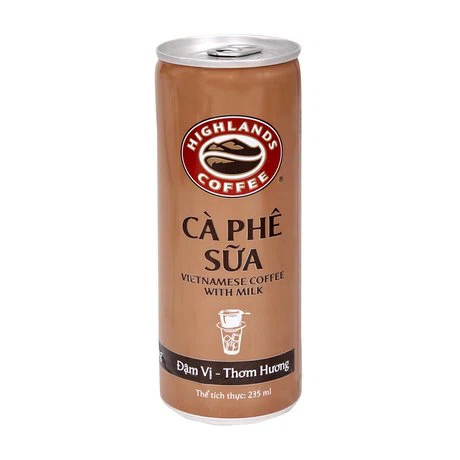 HIGHLANDS
COFFEE
®
CÀ PHÊ
SỮA
VIETNAMESE COFFEE
WITH MILK
Đậm Vị - Thơm Hương
Thể tích thực: 235 ml